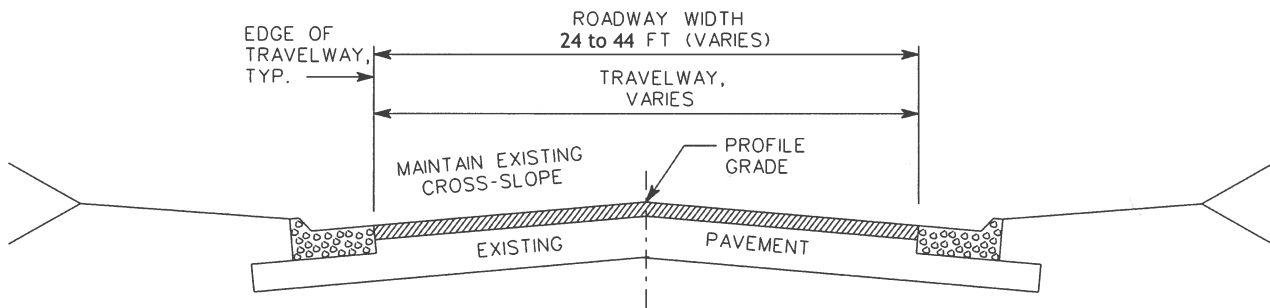 ROADWAY WIDTH
24 to 44 FT (VARIES)
EDGE OF
TRAVELWAY,
TYP.
TRAVELWAY,
VARIES
PROFILE
GRADE
MAINTAIN EXISTING
CROSS-SLOPE
EXISTING
PAVEMENT